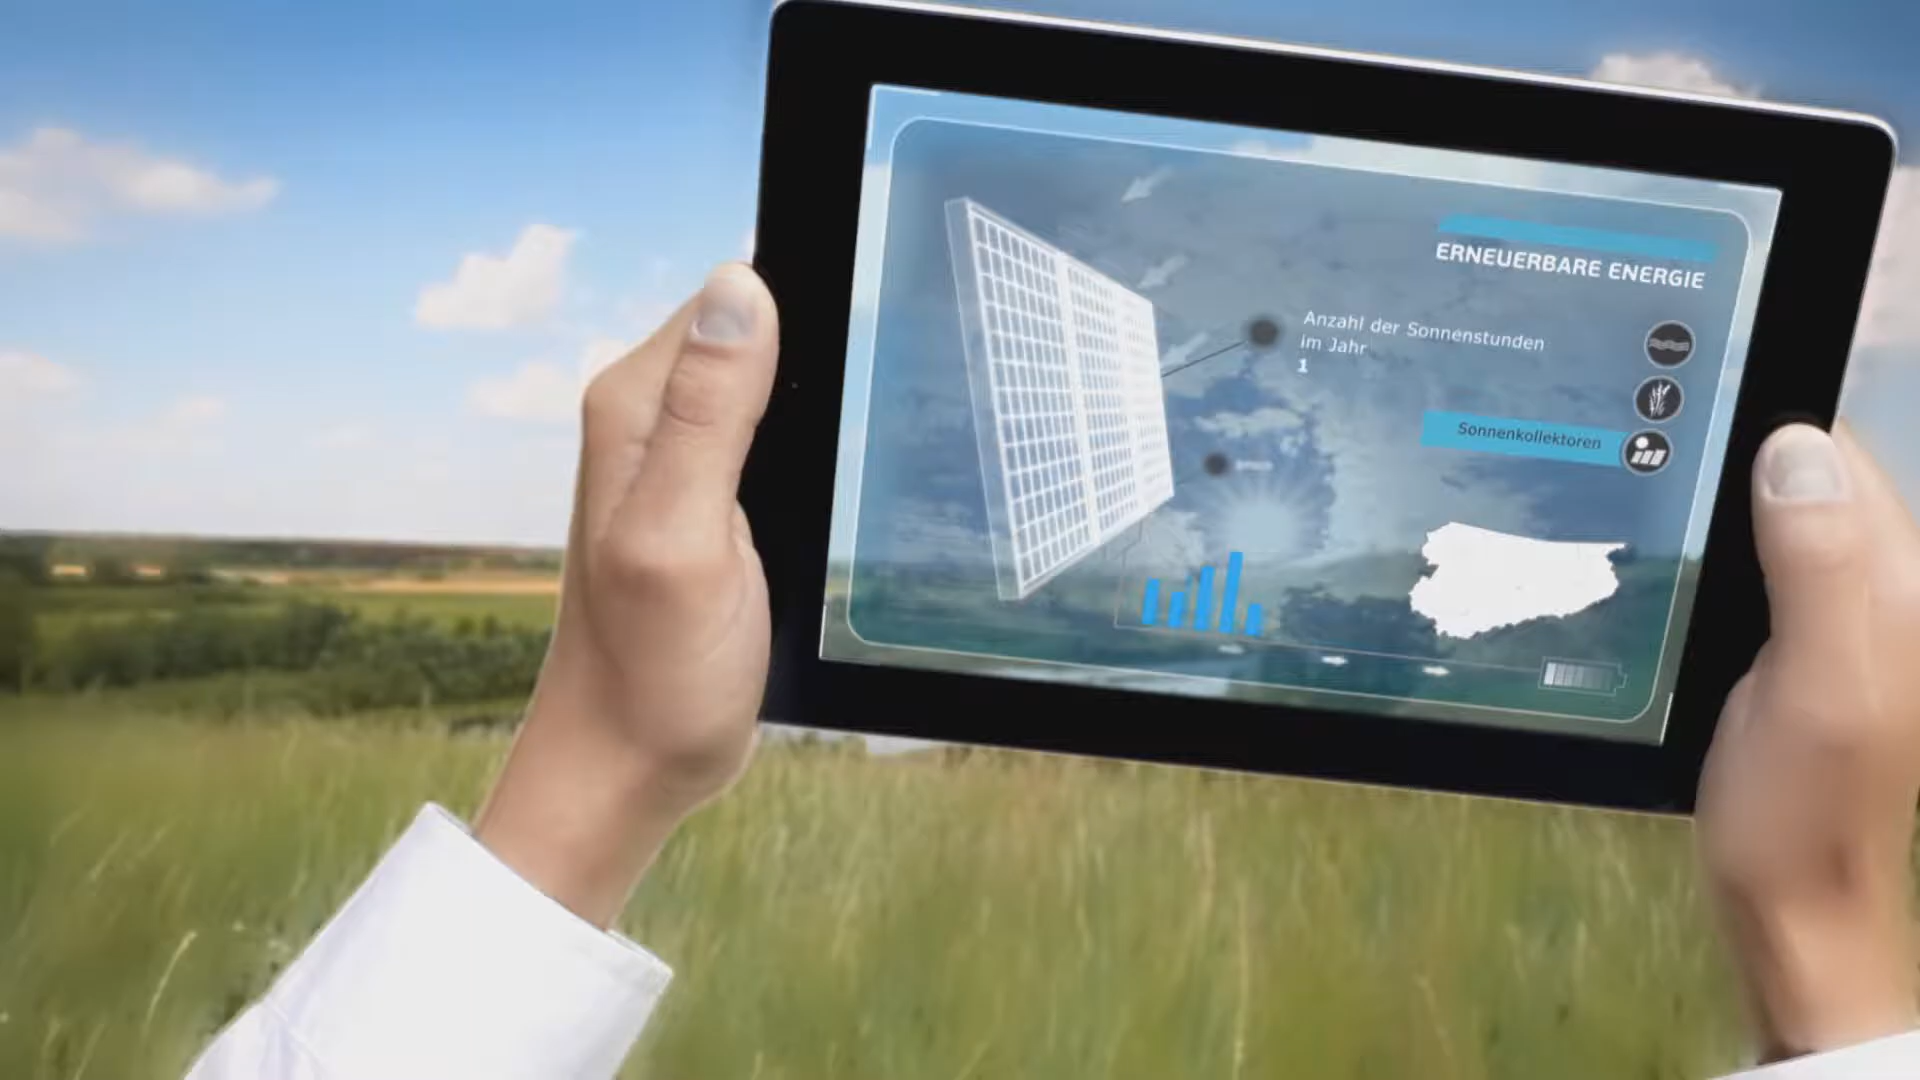 ERNEUERBARE ENERGIE
Anzahl der Sonnenstunden
im Jahr
1
Sonnenkollektoren